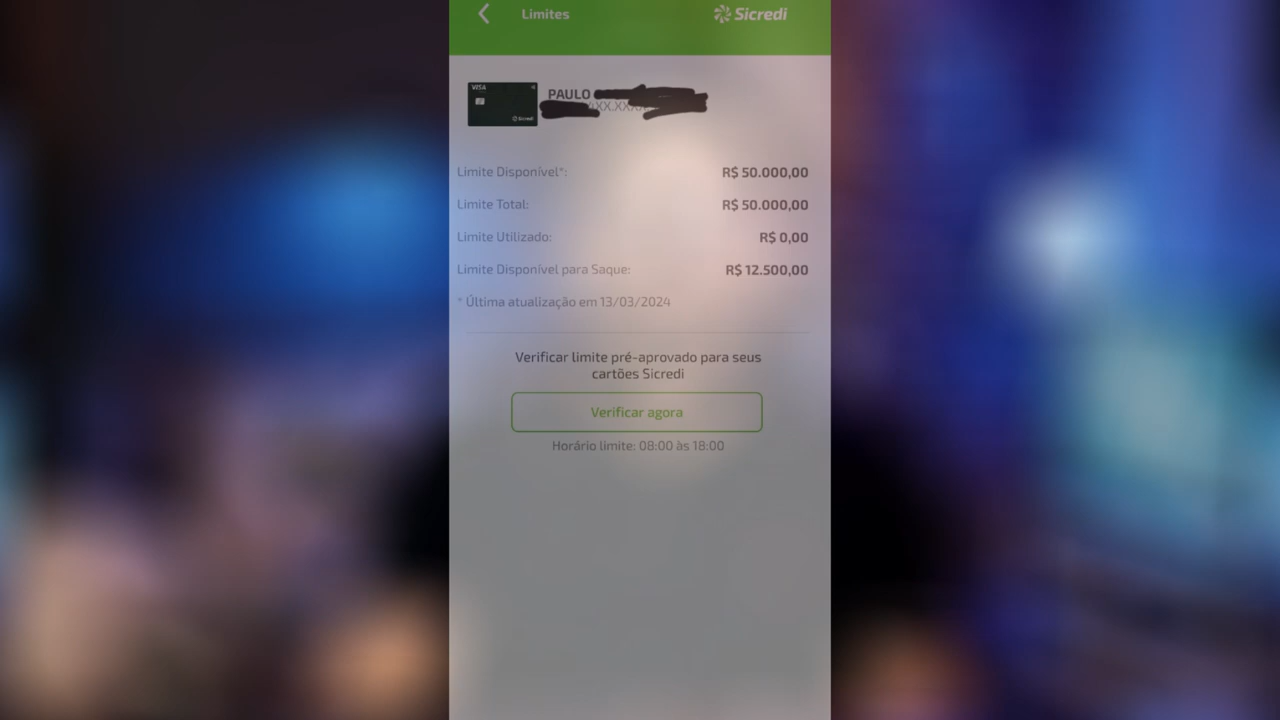 Limites
Sicredi
VISA
Sicredi
PAULO
Limite Disponível*: R$ 50.000,00
Limite Total: R$ 50.000,00
Limite Utilizado: R$ 0,00
Limite Disponível para Saque: R$ 12.500,00
* Última atualização em 13/03/2024
Verificar limite pré-aprovado para seus
cartões Sicredi
Verificar agora
Horário limite: 08:00 às 18:00